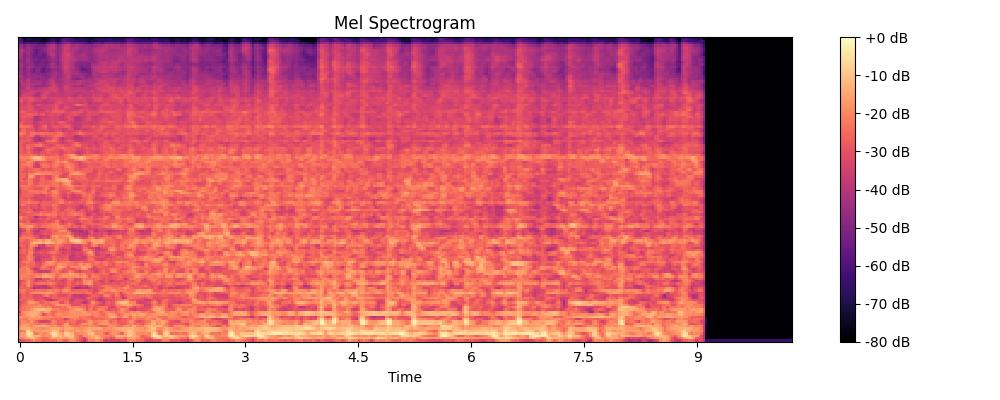 Mel Spectrogram
+0 dB
-10 dB
-20 dB
-30 dB
-40 dB
-50 dB
-60 dB
-70 dB
-80 dB
0 1.5 3 4.5 6 7.5 9
Time